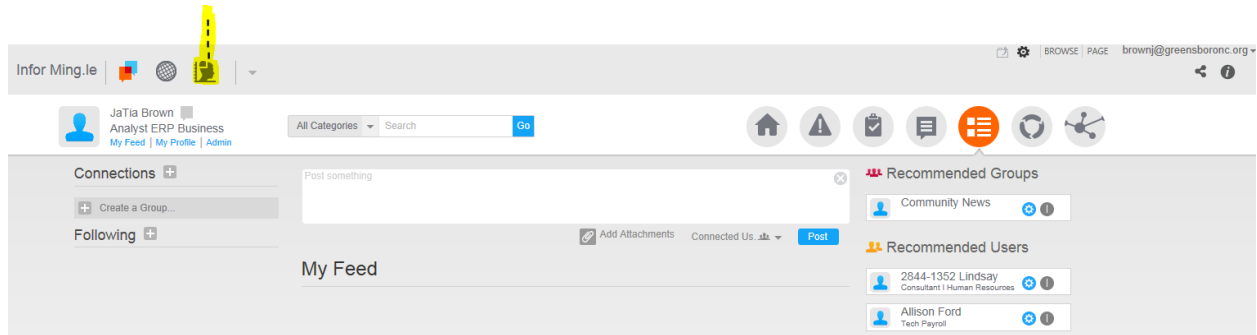 BROWSE PAGE brownj@greensboronc.org
Infor Ming.le
JaTia Brown
Analyst ERP Business
My Feed | My Profile | Admin
All Categories Search Go
Connections
Create a Group...
Following
Post something
Add Attachments Connected Us. Post
My Feed
Recommended Groups
Community News
Recommended Users
2844-1352 Lindsay
Consultant I Human Resources
Allison Ford
Tech Payroll